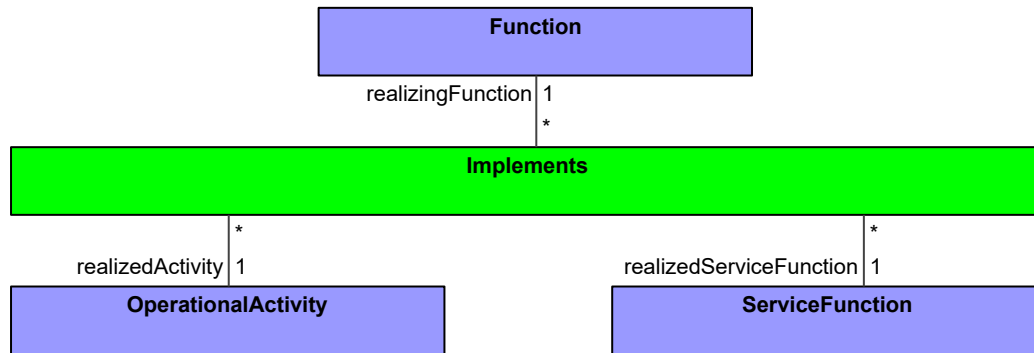 Function
realizingFunction 1
*
Implements
* *
realizedActivity 1 realizedServiceFunction 1
OperationalActivity ServiceFunction